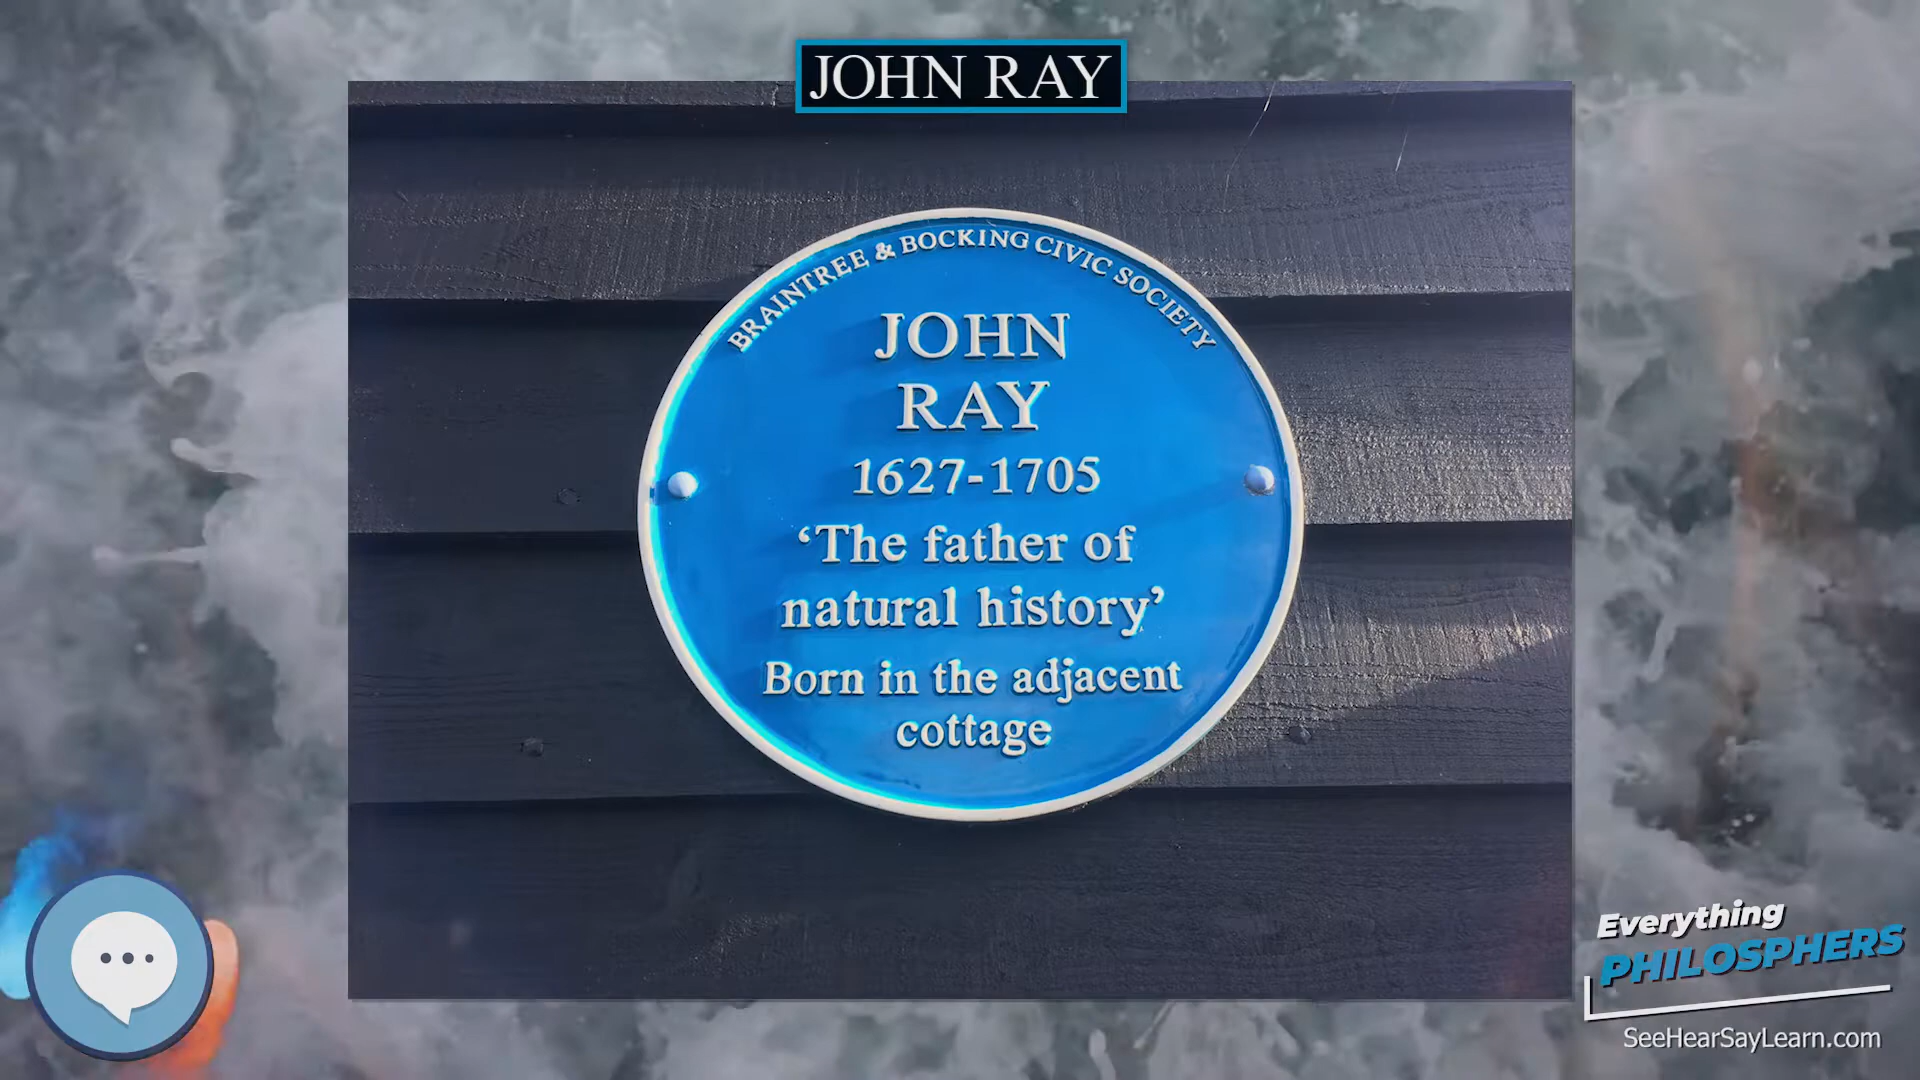 JOHN RAY
BRAINTREE & BOCKING CIVIC SOCIETY
JOHN
RAY
1627-1705
‘The father of
natural history’
Born in the adjacent
cottage
Everything
PHILOSPHERS
SeeHearSayLearn.com